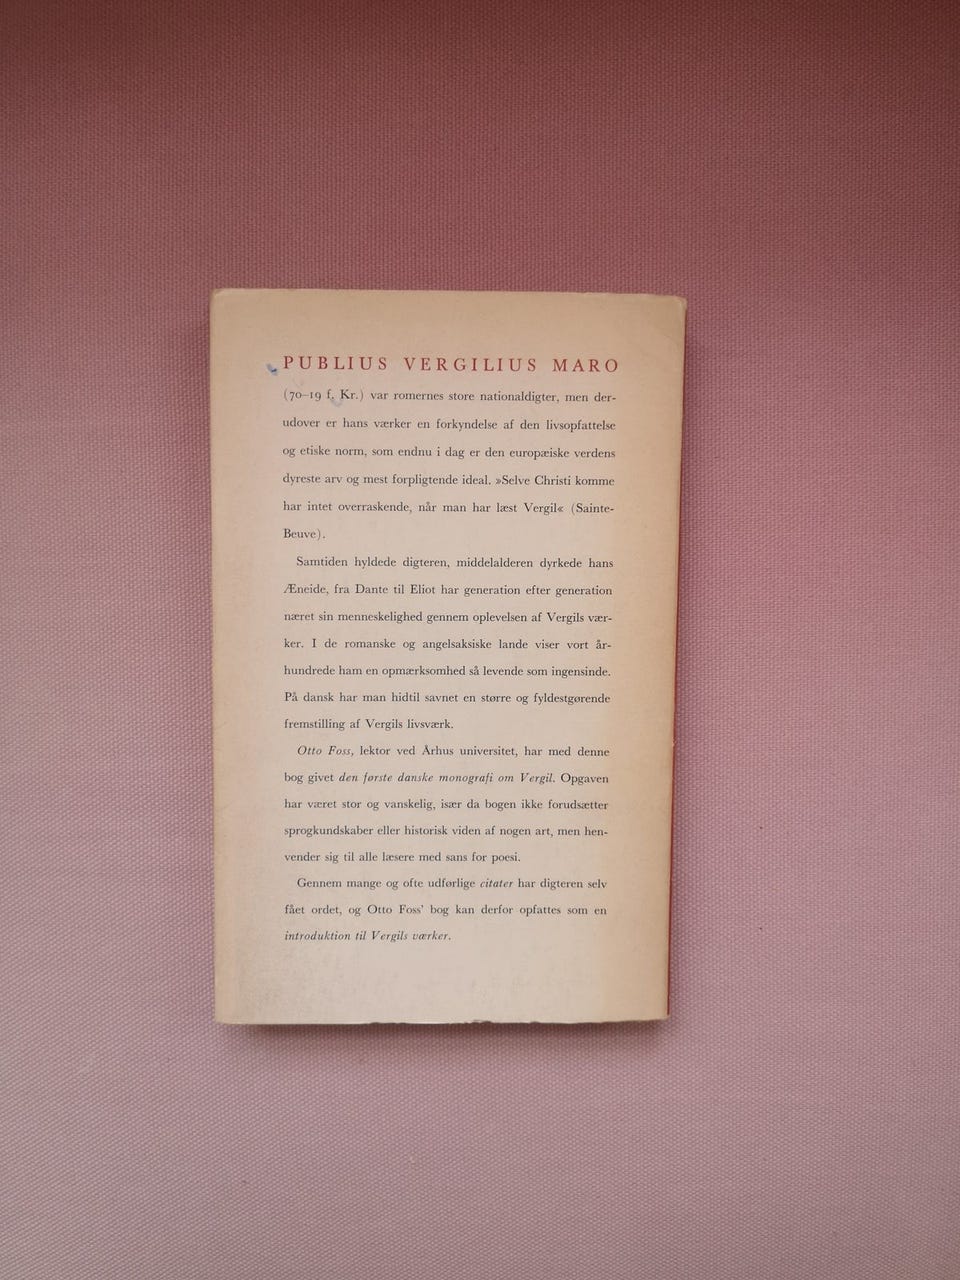 PUBLIUS VERGILIUS MARO
(70–19 f. Kr.) var romernes store nationaldigter, men der-
udover er hans værker en forkyndelse af den livsopfattelse
og etiske norm, som endnu i dag er den europæiske verdens
dyreste arv og mest forpligtende ideal. »Selve Christi komme
har intet overraskende, når man har læst Vergil« (Sainte-
Beuve).
Samtiden hyldede digteren, middelalderen dyrkede hans
Æneide, fra Dante til Eliot har generation efter generation
næret sin menneskelighed gennem oplevelsen af Vergils vær-
ker. I de romanske og angelsaksiske lande viser vort år-
hundrede ham en opmærksomhed så levende som ingensinde.
På dansk har man hidtil savnet en større og fyldestgørende
fremstilling af Vergils livsværk.
Otto Foss, lektor ved Århus universitet, har med denne
bog givet den første danske monografi om Vergil. Opgaven
har været stor og vanskelig, især da bogen ikke forudsætter
sprogkundskaber eller historisk viden af nogen art, men hen-
vender sig til alle læsere med sans for poesi.
Gennem mange og ofte udførlige citater har digteren selv
fået ordet, og Otto Foss' bog kan derfor opfattes som en
introduktion til Vergils værker.